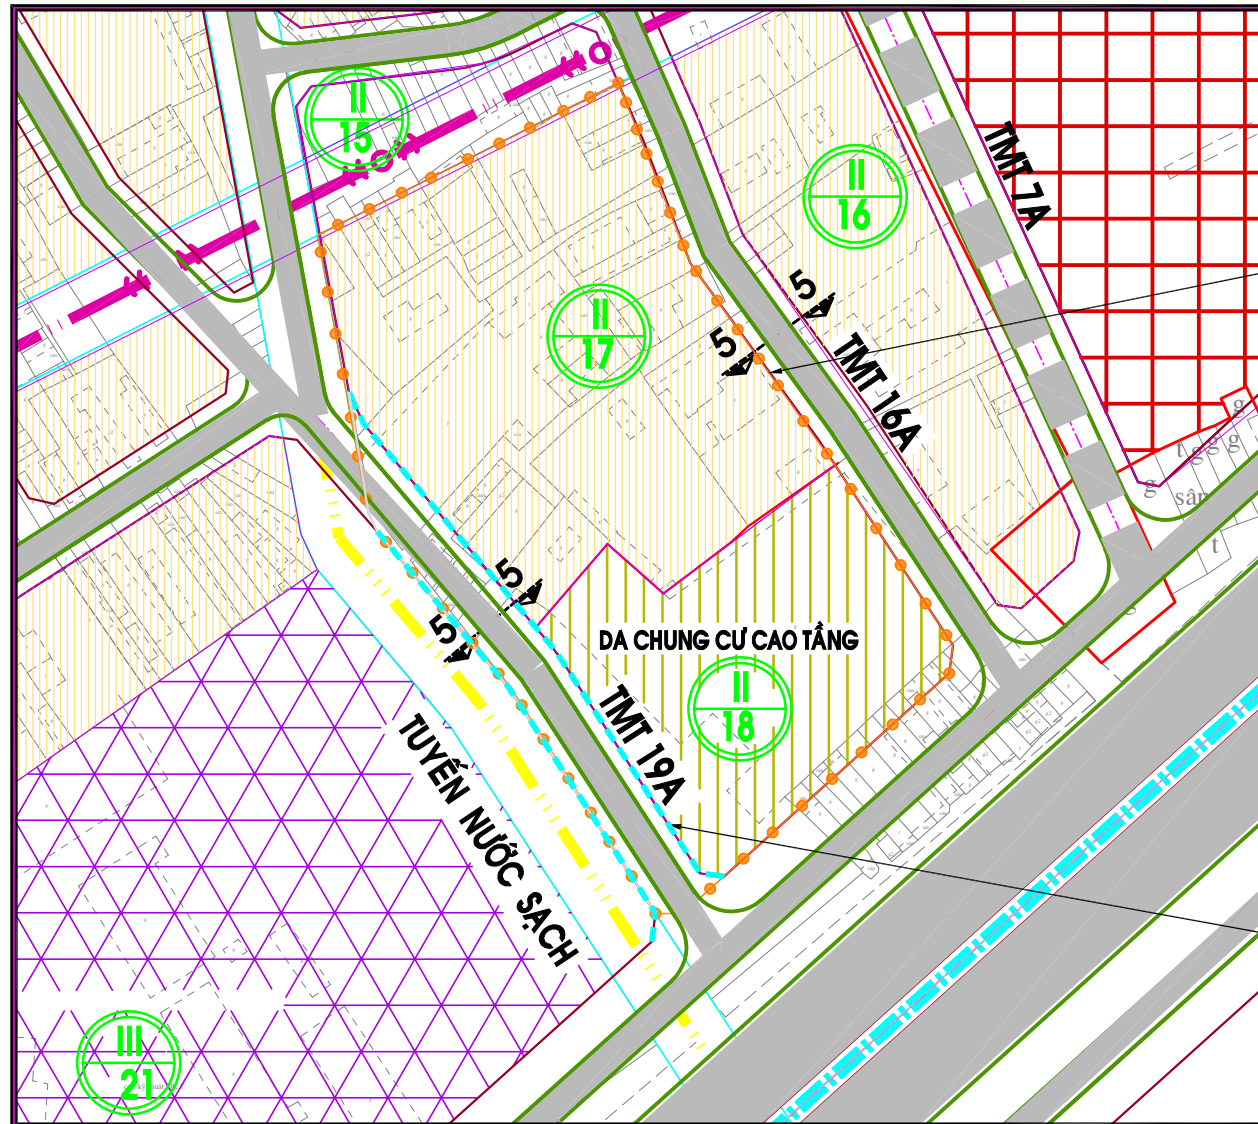 II
15
II
16
TMT 7A
II
17
5
5
TMT 16A
g
t g g g g
g
sân
t
5
5
DA CHUNG CƯ CAO TẦNG
II
18
TMT 19A
TUYẾN NƯỚC SẠCH
III
21